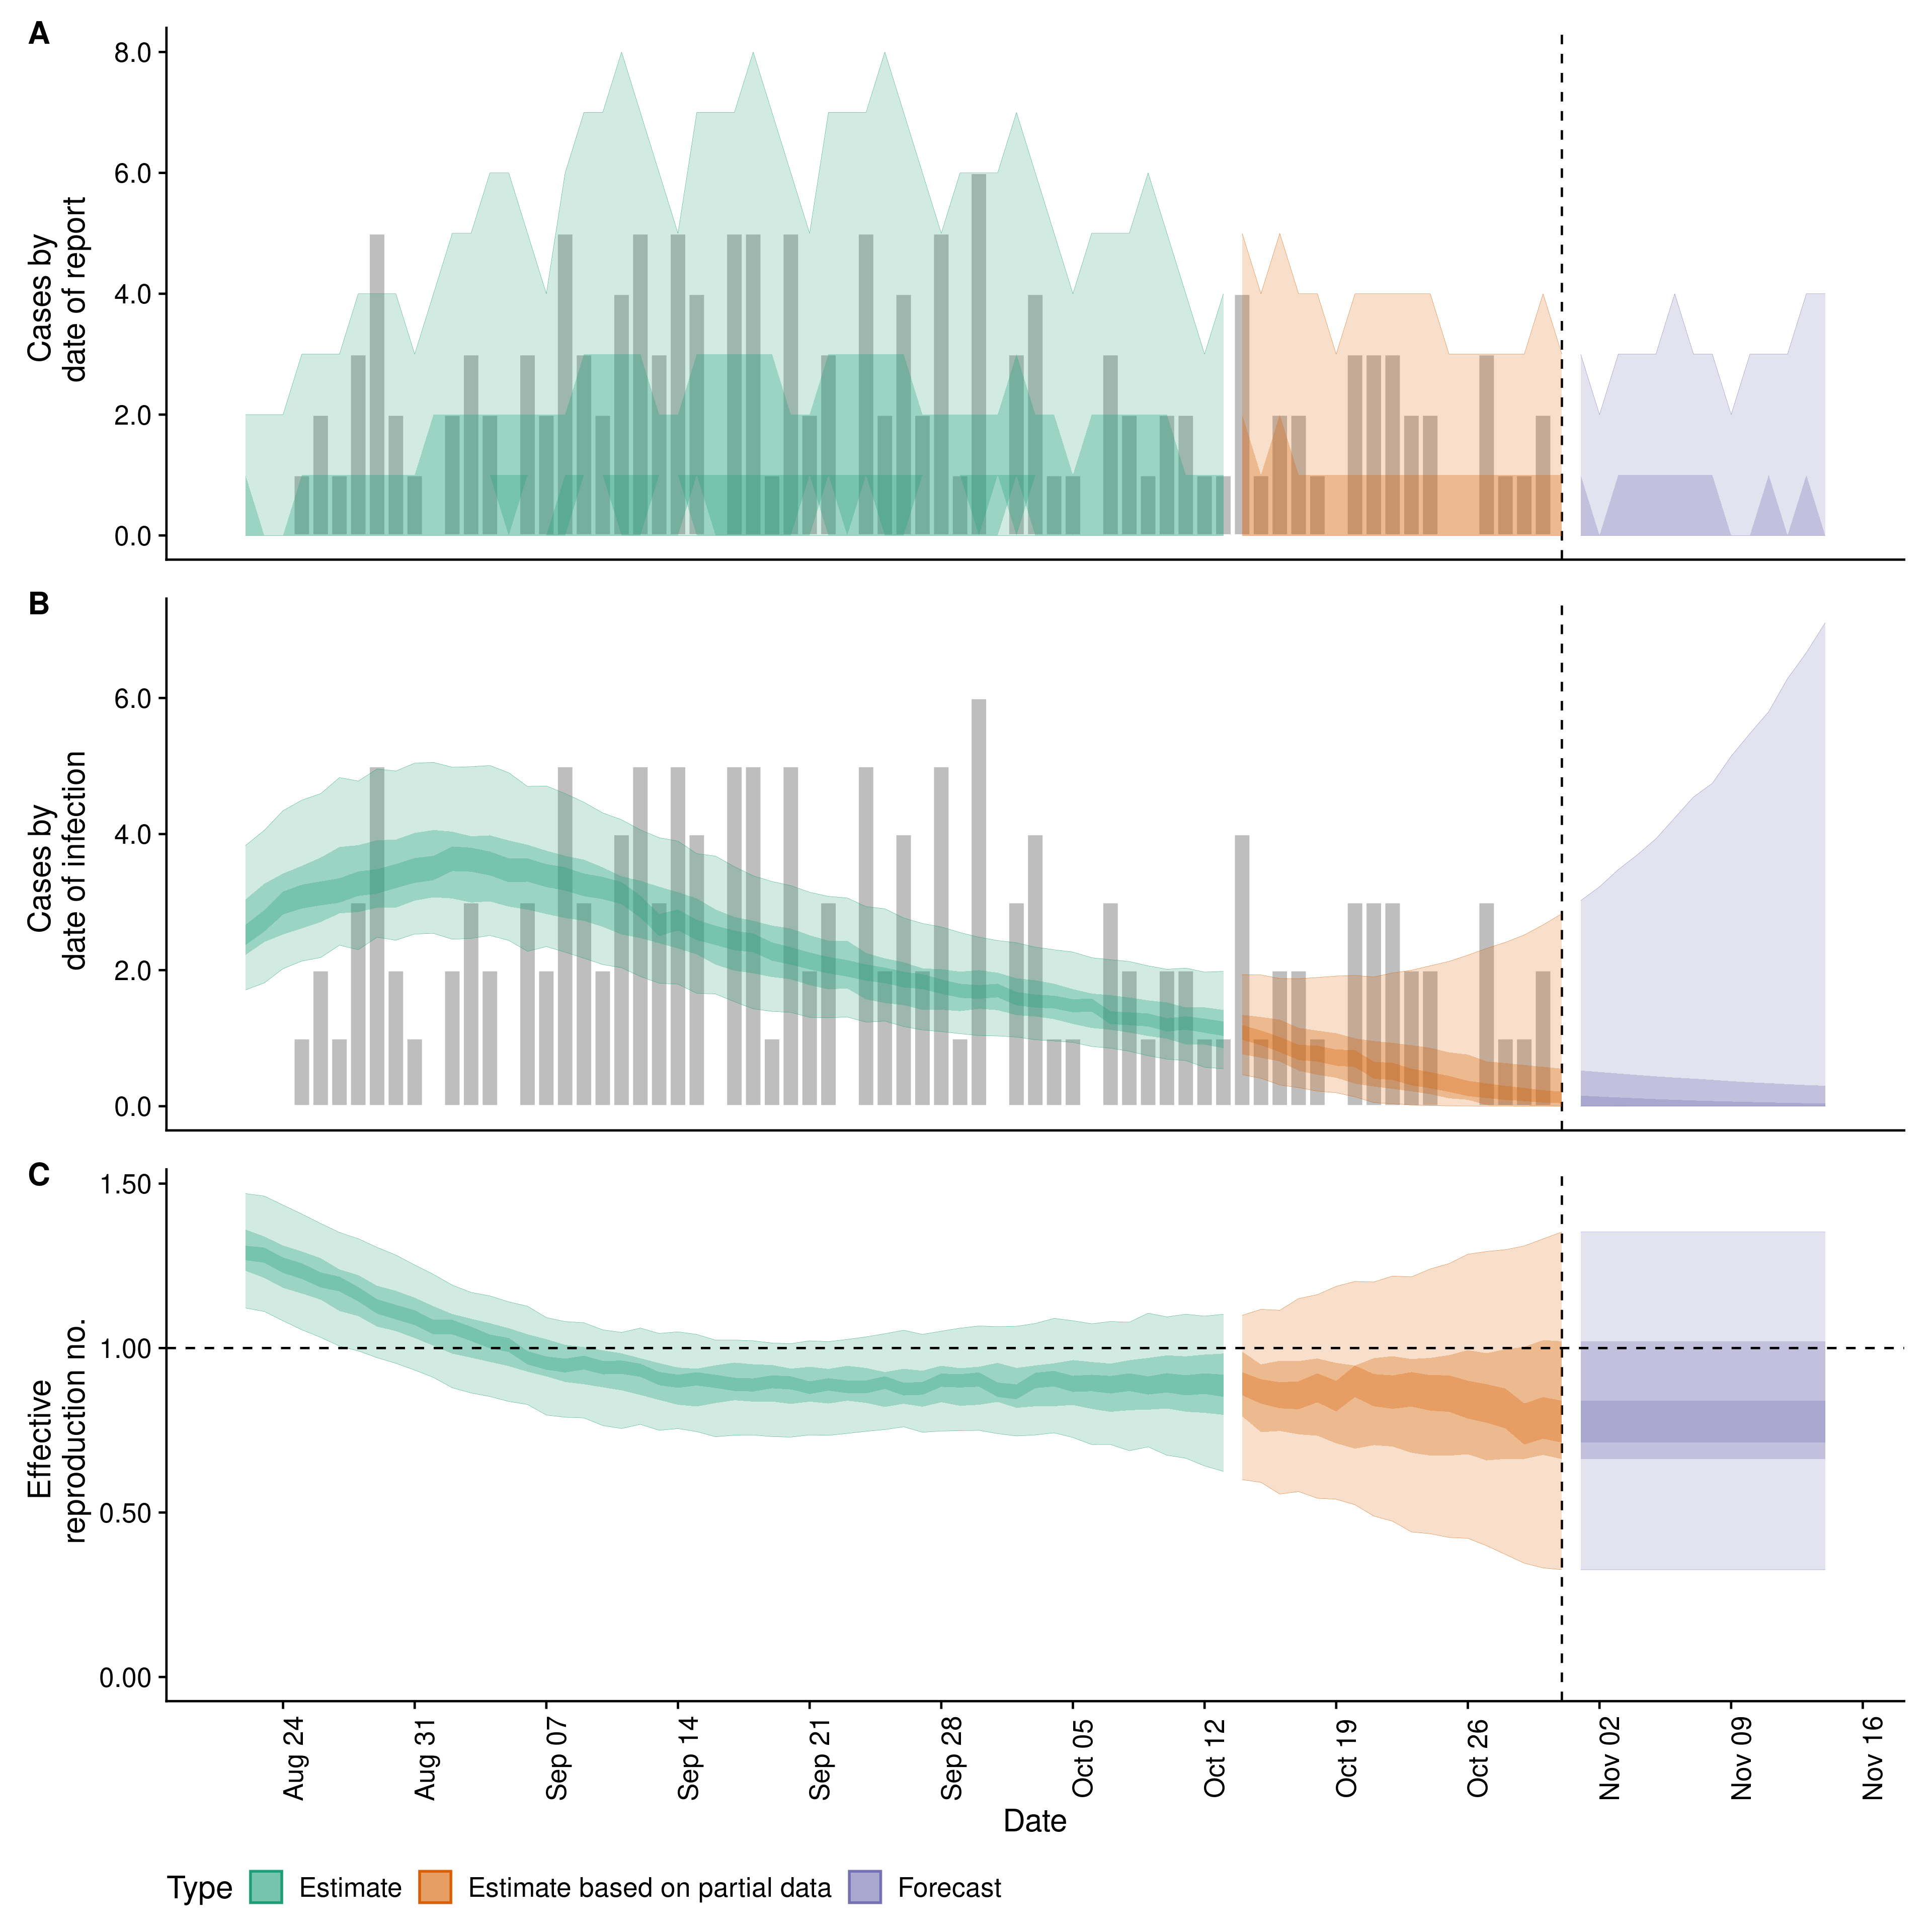 A
8.0
6.0
4.0
2.0
0.0
Cases by
date of report
B
6.0
4.0
2.0
0.0
Cases by
date of infection
C
1.50
1.00
0.50
0.00
Effective
reproduction no.
Aug 24
Aug 31
Sep 07
Sep 14
Sep 21
Sep 28
Oct 05
Oct 12
Oct 19
Oct 26
Nov 02
Nov 09
Nov 16
Date
Type Estimate Estimate based on partial data Forecast